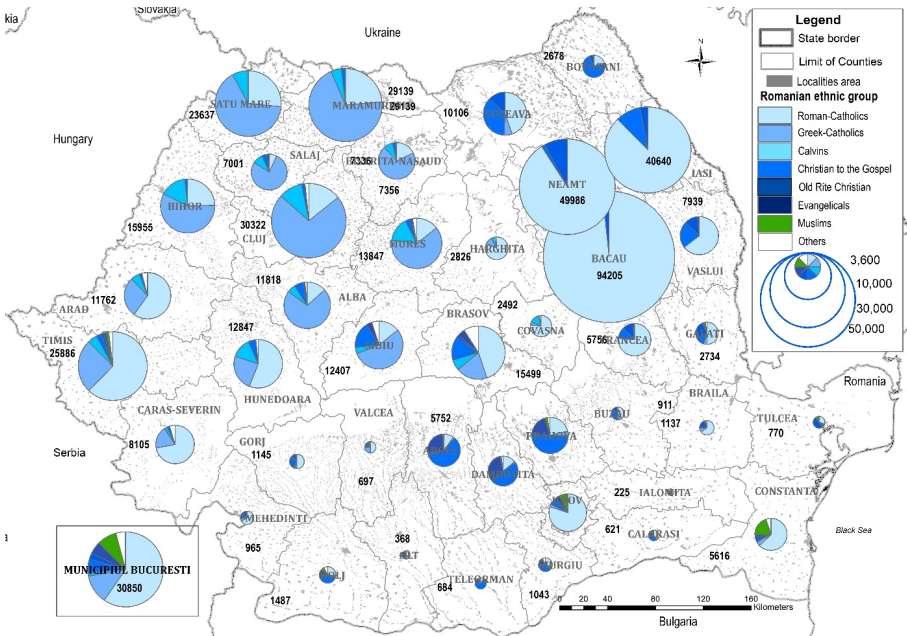 Slovakia
kia
Ukraine
Hungary
Serbia
a
Romania
Black Sea
Bulgaria
N
Legend
State border
Limit of Counties
Localities area
Romanian ethnic group
Roman-Catholics
Greek-Catholics
Calvins
Christian to the Gospel
Old Rite Christian
Evangelicals
Muslims
Others
3,600
10,000
30,000
50,000
2678
SATU MARE
23637
MARAMURES
29139
29139
10106
SUCEAVA
40640
IASI
NEAMT
49986
7001
SALAJ
7336
7356
BIHOR
15955
30322
CLUJ
MURES
13847
HARGHITA
2826
BACAU
94205
7939
VASLUI
ARAD
11762
11818
ALBA
2492
COVASNA
BRASOV
15499
TIMIS
25886
12847
HUNEDOARA
SIBIU
12407
5756
VRANCEA
GALATI
2734
CARAS-SEVERIN
8105
GORJ
1145
VALCEA
697
5752
PRAHOVA
DAMBOVITA
BUZAU
911
1137
BRAILA
TULCEA
770
MEHEDINTI
965
368
OLT
DOLJ
1487
TELEORMAN
684
GIURGIU
1043
ILFOV
225
IALOMITA
621
CALARASI
CONSTANTA
5616
MUNICIPIUL BUCURESTI
30850
0 20 40 80 120 160
Kilometers